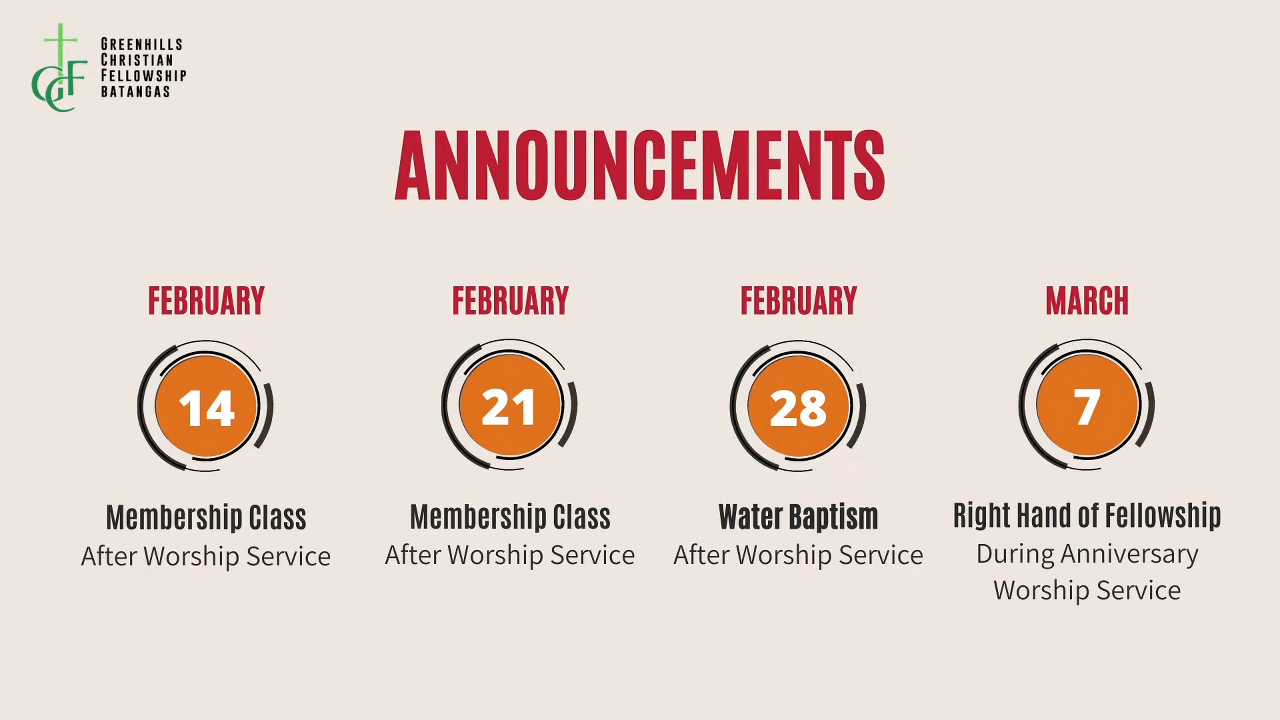 GREENHILLS
CHRISTIAN
FELLOWSHIP
BATANGAS
GCF
ANNOUNCEMENTS
FEBRUARY
14
Membership Class
After Worship Service
FEBRUARY
21
Membership Class
After Worship Service
FEBRUARY
28
Water Baptism
After Worship Service
MARCH
7
Right Hand of Fellowship
During Anniversary
Worship Service